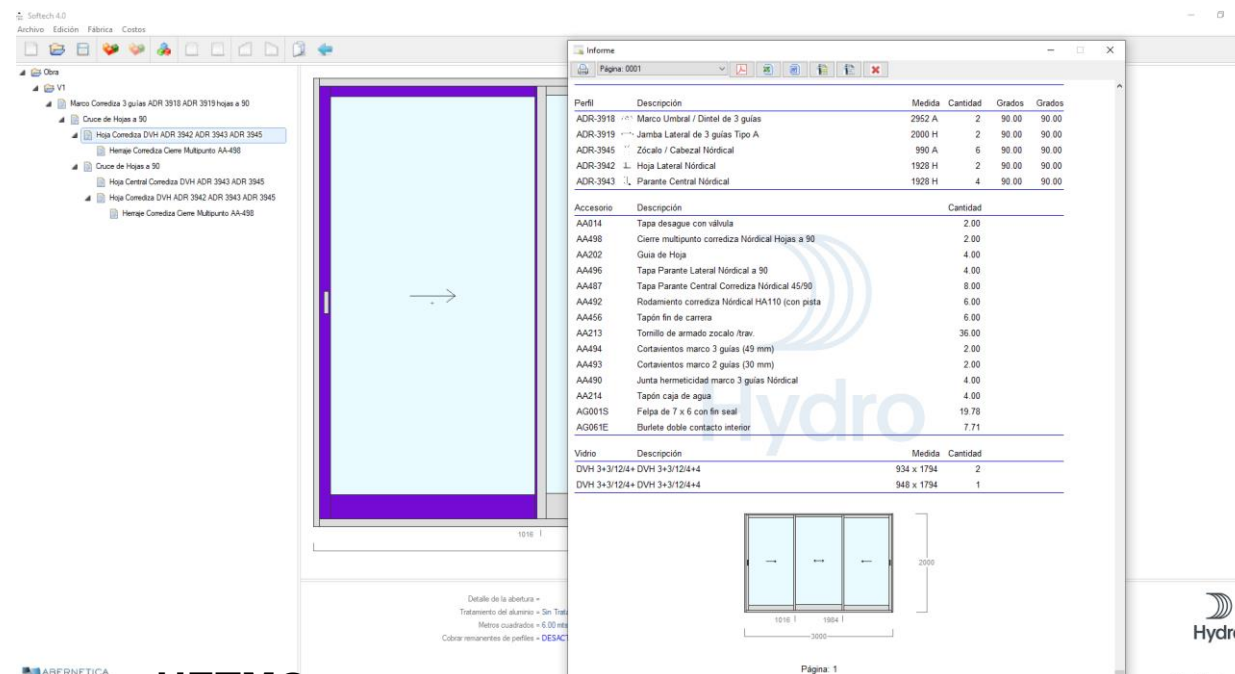 Softech 4.0
Archivo Edición Fábrica Costos
Obra
V1
Marco Corrediza 3 guías ADR 3918 ADR 3919 hojas a 90
Cruce de Hojas a 90
Hoja Corrediza DVH ADR 3942 ADR 3943 ADR 3945
Herraje Corrediza Cierre Multipunto AA-498
Cruce de Hojas a 90
Hoja Central Corrediza DVH ADR 3943 ADR 3945
Hoja Corrediza DVH ADR 3942 ADR 3943 ADR 3945
Herraje Corrediza Cierre Multipunto AA-498
1016
Detalle de la abertura =
Tratamiento del aluminio = Sin Trata
Metros cuadrados = 6.00 mts
Cobrar remanentes de perfiles = DESACT
Informe
Página: 0001
Perfil Descripción Medida Cantidad Grados Grados
ADR-3918 Marco Umbral / Dintel de 3 guías 2952 A 2 90.00 90.00
ADR-3919 Jamba Lateral de 3 guías Tipo A 2000 H 2 90.00 90.00
ADR-3945 Zócalo / Cabezal Nórdical 990 A 6 90.00 90.00
ADR-3942 Hoja Lateral Nórdical 1928 H 2 90.00 90.00
ADR-3943 Parante Central Nórdical 1928 H 4 90.00 90.00
Accesorio Descripción Cantidad
AA014 Tapa desague con válvula 2.00
AA498 Cierre multipunto corrediza Nórdical Hojas a 90 2.00
AA202 Guia de Hoja 4.00
AA496 Tapa Parante Lateral Nórdical a 90 4.00
AA487 Tapa Parante Central Corrediza Nórdical 45/90 8.00
AA492 Rodamiento corrediza Nórdical HA110 (con pista 6.00
AA456 Tapón fin de carrera 6.00
AA213 Tornillo de armado zocalo /trav. 36.00
AA494 Cortavientos marco 3 guías (49 mm) 2.00
AA493 Cortavientos marco 2 guías (30 mm) 2.00
AA490 Junta hermeticidad marco 3 guías Nórdical 4.00
AA214 Tapón caja de agua 4.00
AG001S Felpa de 7 x 6 con fin seal 19.78
AG061E Burlete doble contacto interior 7.71
Hydro
Vidrio Descripción Medida Cantidad
DVH 3+3/12/4+ DVH 3+3/12/4+4 934 x 1794 2
DVH 3+3/12/4+ DVH 3+3/12/4+4 948 x 1794 1
2000
1016 1984
3000
Página: 1
Hydro
ABERNETICA